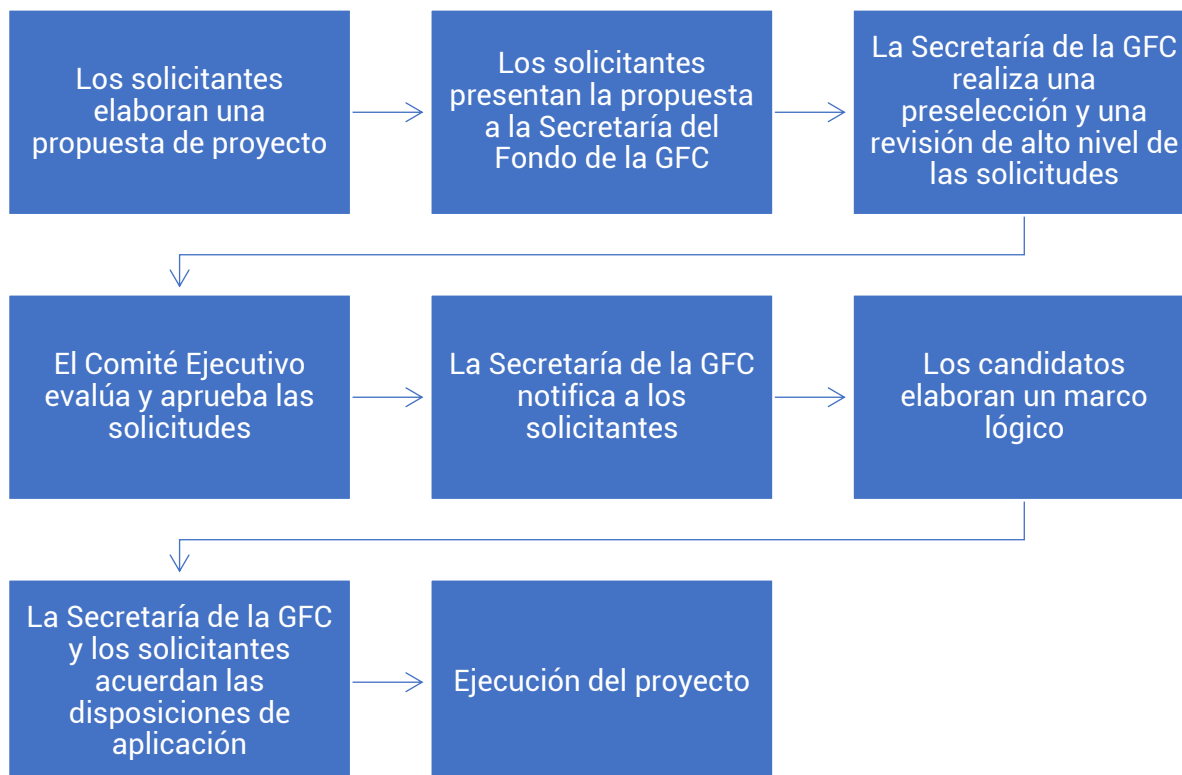 Los solicitantes
elaboran una
propuesta de proyecto
Los solicitantes
presentan la propuesta
a la Secretaría del
Fondo de la GFC
La Secretaría de la GFC
realiza una
preselección y una
revisión de alto nivel de
las solicitudes
El Comité Ejecutivo
evalúa y aprueba las
solicitudes
La Secretaría de la GFC
notifica a los
solicitantes
Los candidatos
elaboran un marco
lógico
La Secretaría de la GFC
y los solicitantes
acuerdan las
disposiciones de
aplicación
Ejecución del proyecto